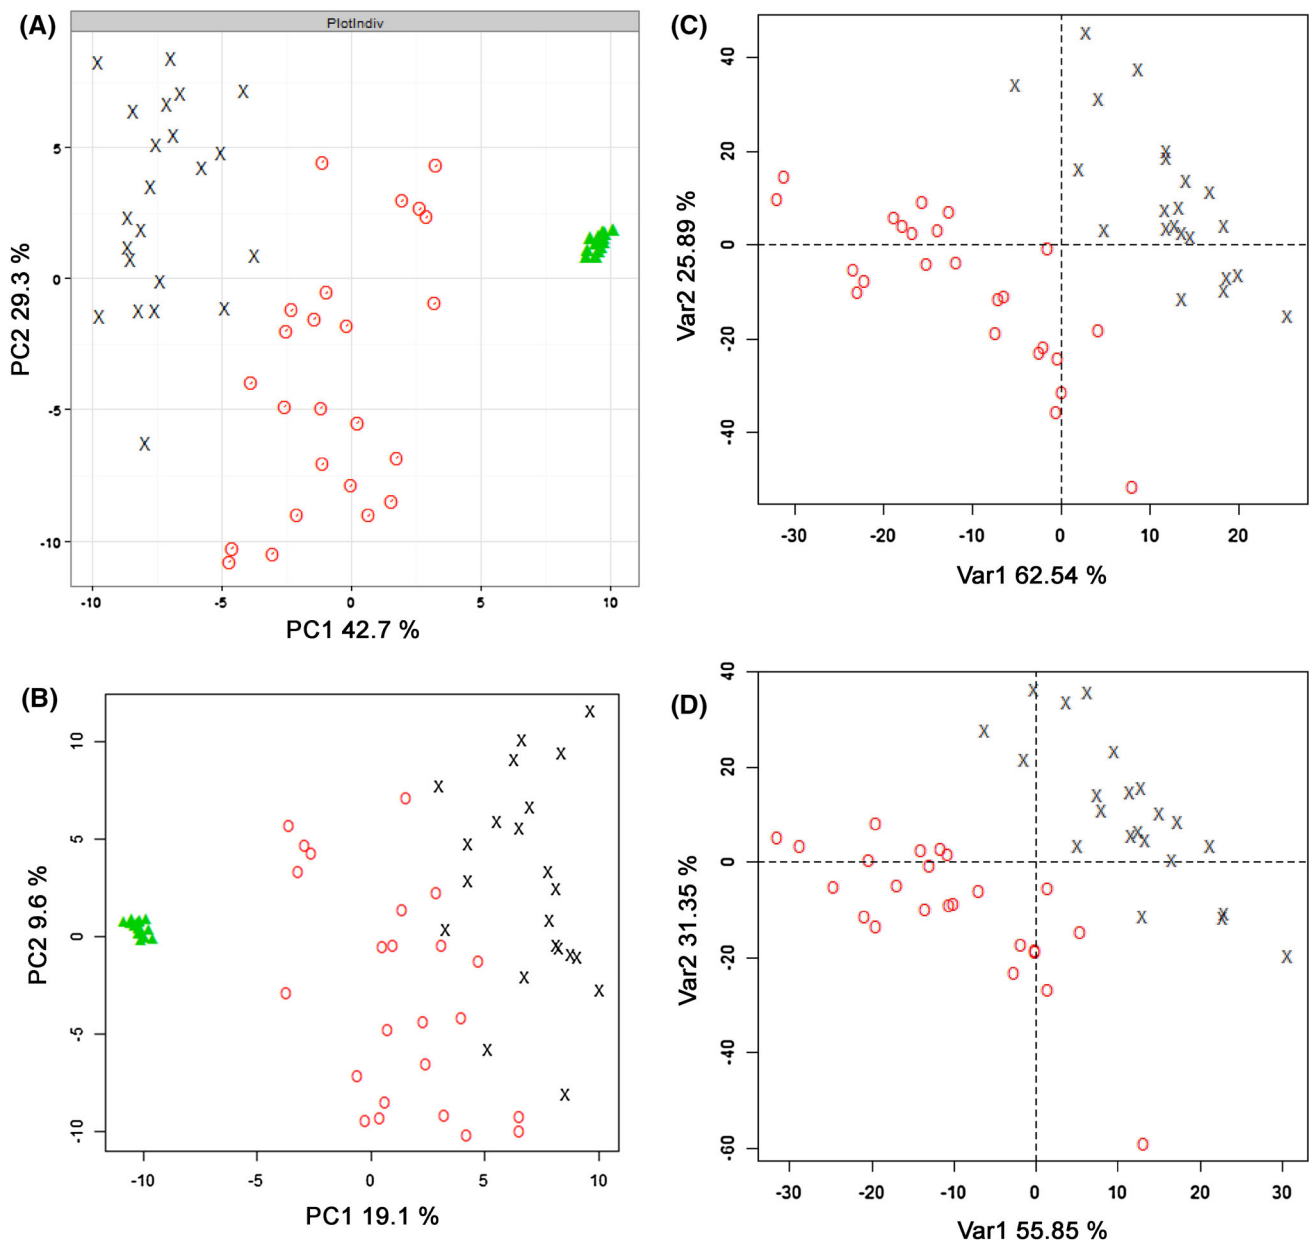 (A)
PlotIndiv
5
0
-5
-10
-10 -5 0 5 10
PC2 29.3 %
PC1 42.7 %
(C)
40
20
0
-20
-40
-30 -20 -10 0 10 20
Var2 25.89 %
Var1 62.54 %
(B)
10
5
0
-5
-10
-10 -5 0 5 10
PC2 9.6 %
PC1 19.1 %
(D)
40
20
0
-20
-40
-60
-30 -20 -10 0 10 20 30
Var2 31.35 %
Var1 55.85 %